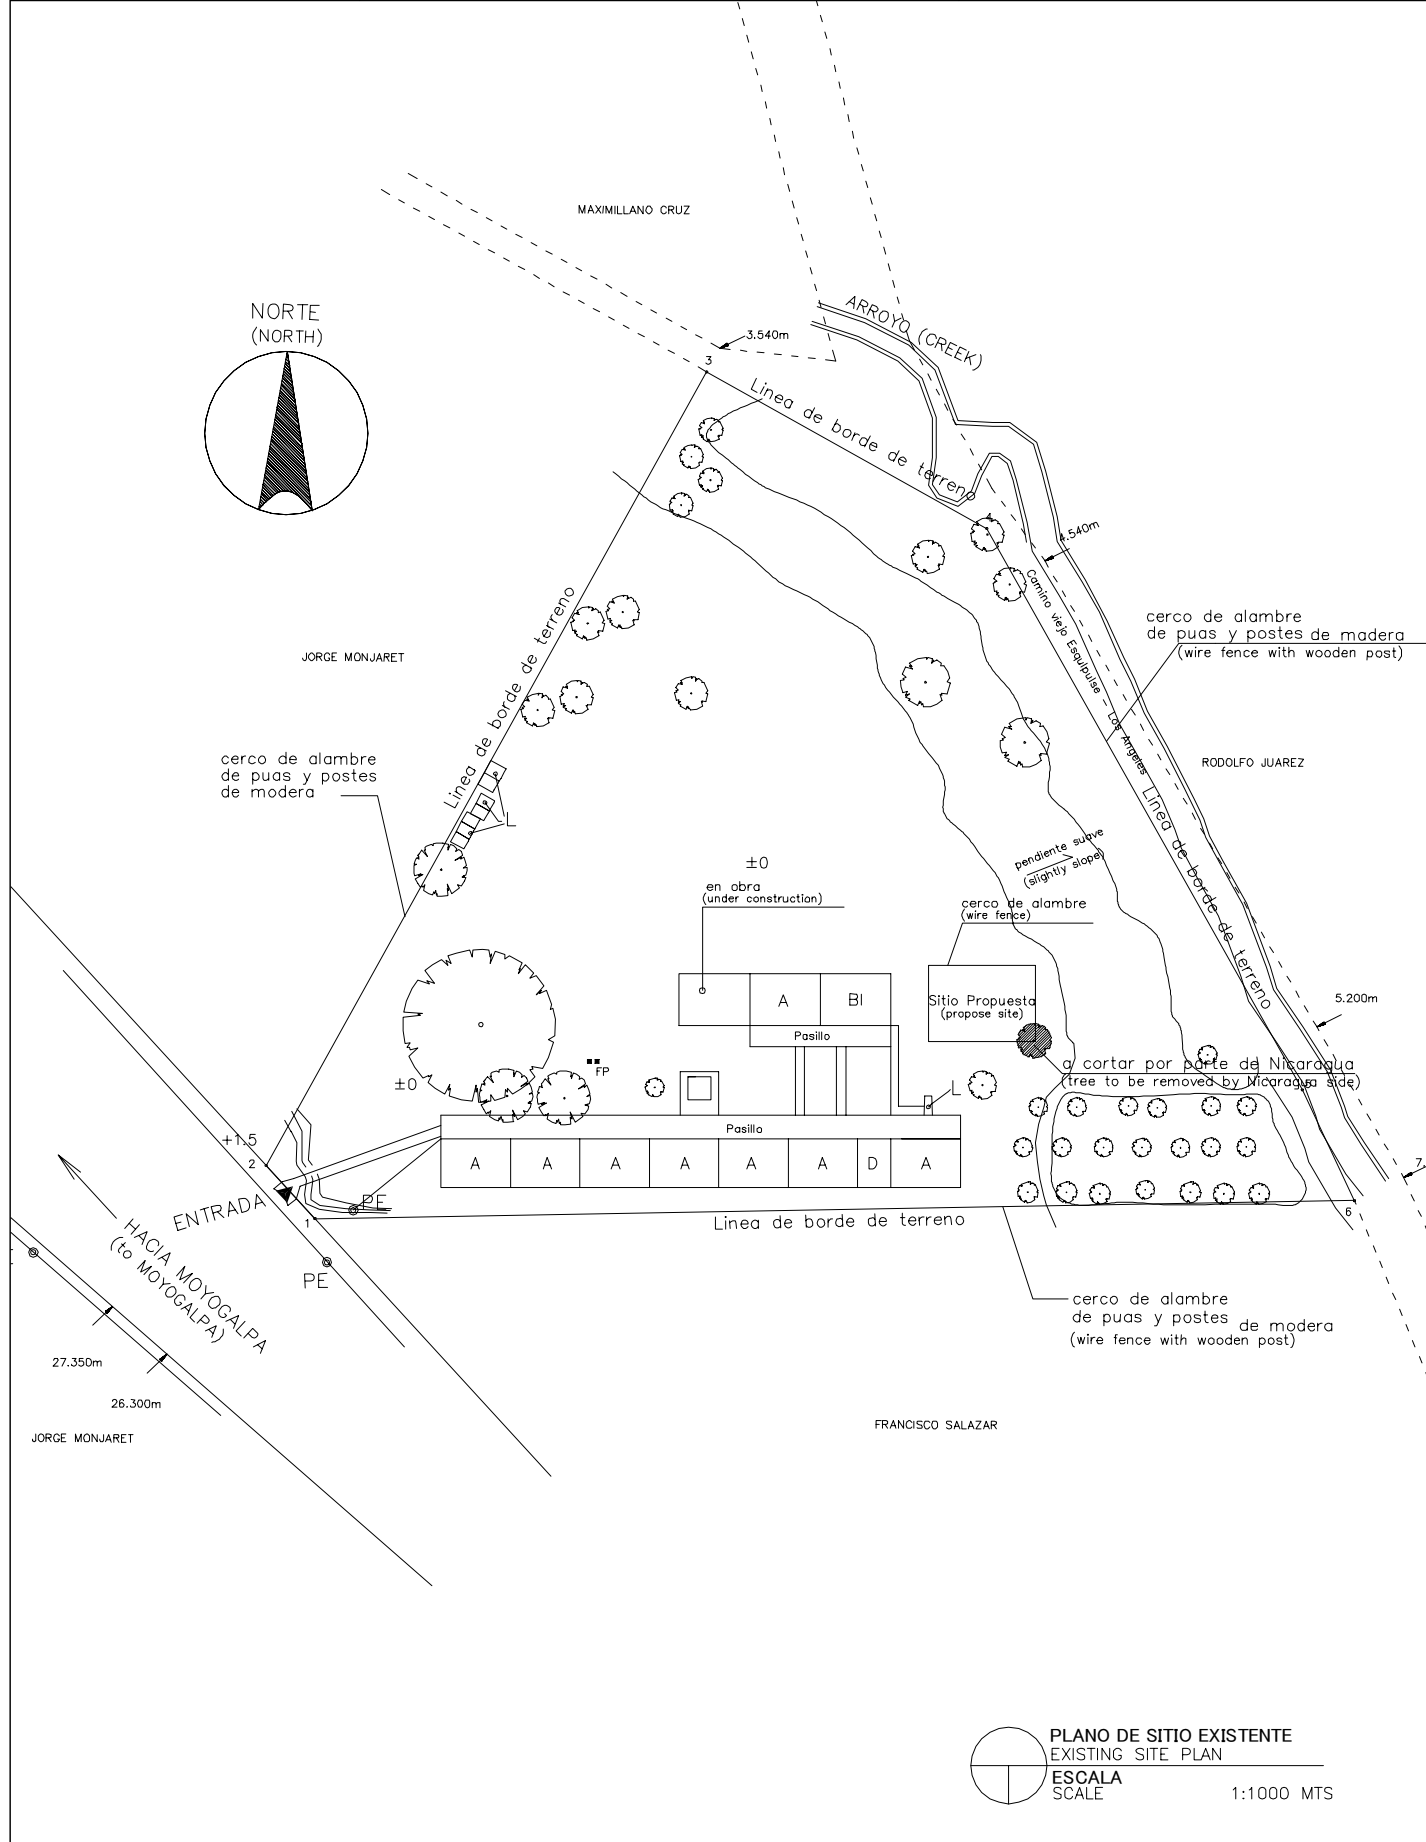 MAXIMILLANO CRUZ
NORTE
(NORTH)
ARROYO (CREEK)
3.540m
3
Linea de borde de terreno
4
4.540m
Camino viejo Esquipulse - Los Angeles
cerco de alambre
de puas y postes de madera
(wire fence with wooden post)
Linea de borde de terreno
JORGE MONJARET
RODOLFO JUAREZ
cerco de alambre
de puas y postes
de modera
L
Linea de borde de terreno
pendiente suave
(slightly slope)
±0
en obra
(under construction)
cerco de alambre
(wire fence)
A
BI
Sitio Propuesta
(propose site)
5.200m
Pasillo
a cortar por parte de Nicaragua
(tree to be removed by Nicaragua side)
5
FP
±0
L
Pasillo
+1.5
2
A
A
A
A
A
A
D
A
7
ENTRADA
PE
1
6
Linea de borde de terreno
HACIA MOYOGALPA
(to MOYOGALPA)
PE
cerco de alambre
de puas y postes de modera
(wire fence with wooden post)
27.350m
26.300m
JORGE MONJARET
FRANCISCO SALAZAR
PLANO DE SITIO EXISTENTE
EXISTING SITE PLAN
ESCALA
SCALE 1:1000 MTS